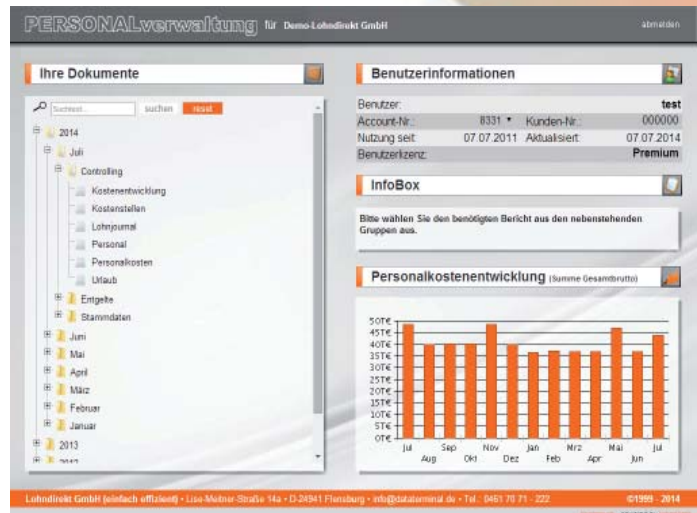 PERSONALverwaltung für Demo-Lohndirekt GmbH
abmelden
Ihre Dokumente
Suchtext...
suchen
reset
2014
Juli
Controlling
Kostenentwicklung
Kostenstellen
Lohnjournal
Personal
Personalkosten
Urlaub
Entgelte
Stammdaten
Juni
Mai
April
März
Februar
Januar
2013
2012
Benutzerinformationen
Benutzer: test
Account-Nr.: 8331 Kunden-Nr.: 000000
Nutzung seit: 07.07.2011 Aktualisiert: 07.07.2014
Benutzerlizenz: Premium
InfoBox
Bitte wählen Sie den benötigten Bericht aus den nebenstehenden
Gruppen aus.
Personalkostenentwicklung (Summe Gesamtbrutto)
50T€
45T€
40T€
35T€
30T€
25T€
20T€
15T€
10T€
5T€
0T€
Jul Sep Nov Jan Mrz Mai Jul
Aug Okt Dez Feb Apr Jun
Lohndirekt GmbH (einfach effizient) • Lise-Meitner-Straße 14a • D-24941 Flensburg • info@dataterminal.de • Tel.: 0461 70 71 - 222 ©1999 - 2014